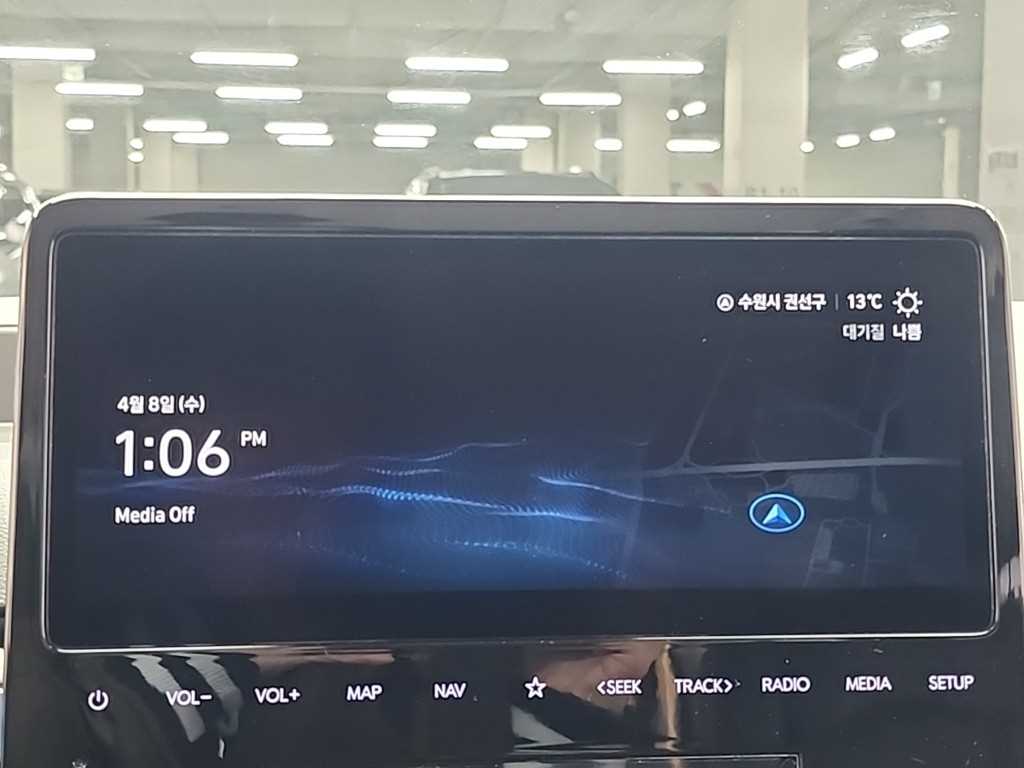 수원시 권선구 | 13℃
대기질 나쁨
4월 8일 (수)
1:06 PM
Media Off
VOL− VOL+ MAP NAV ☆ <SEEK TRACK> RADIO MEDIA SETUP